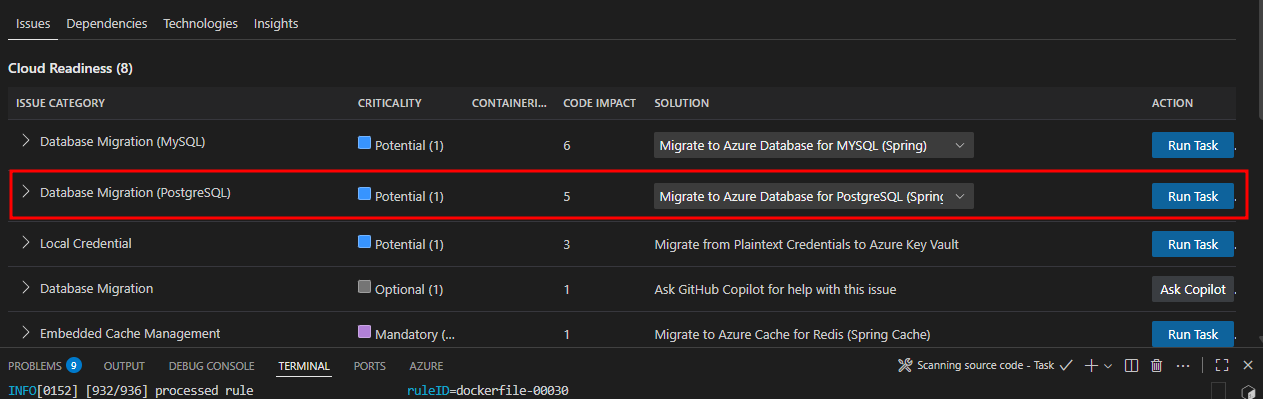 Issues Dependencies Technologies Insights
Cloud Readiness (8)
ISSUE CATEGORY CRITICALITY CONTAINERI... CODE IMPACT SOLUTION ACTION
Database Migration (MySQL) Potential (1) 6 Migrate to Azure Database for MYSQL (Spring) Run Task
Database Migration (PostgreSQL) Potential (1) 5 Migrate to Azure Database for PostgreSQL (Spring Run Task
Local Credential Potential (1) 3 Migrate from Plaintext Credentials to Azure Key Vault Run Task
Database Migration Optional (1) 1 Ask GitHub Copilot for help with this issue Ask Copilot
Embedded Cache Management Mandatory (... 1 Migrate to Azure Cache for Redis (Spring Cache) Run Task
PROBLEMS 9 OUTPUT DEBUG CONSOLE TERMINAL PORTS AZURE Scanning source code - Task
INFO[0152] [932/936] processed rule ruleID=dockerfile-00030